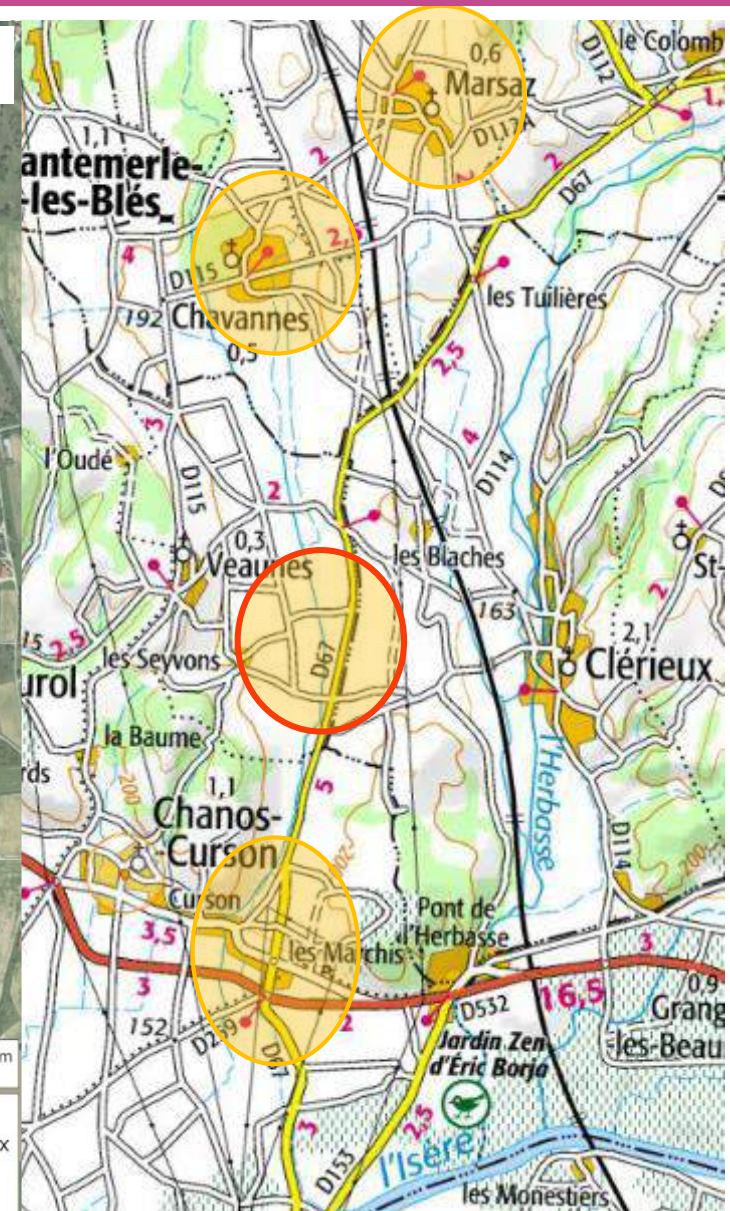 le Colomb
D112
0,6
Marsaz
1,1
antemerle-
-les-Blés
2
D67
2
2,5
4
D115
192
Chavannes
0,5
les Tuilières
2,5
3
l'Oudé
D115
2
4
D114
0,3
Veaunes
les Blaches
163
St-
2
15
2,5
les Seyvons
D67
2,1
Clérieux
urol
la Baume
rds
200
5
1,1
Chanos-
-Curson
200
l'Herbasse
D114
200
Curson
Pont de
l'Herbasse
3,5
les Marchis
3
3
152
D532
16,5
0,9
Grang
-les-Beau
2
Jardin Zen
d'Éric Borja
D67
3
2,5
D153
l'Isère
les Monestiers
m
x